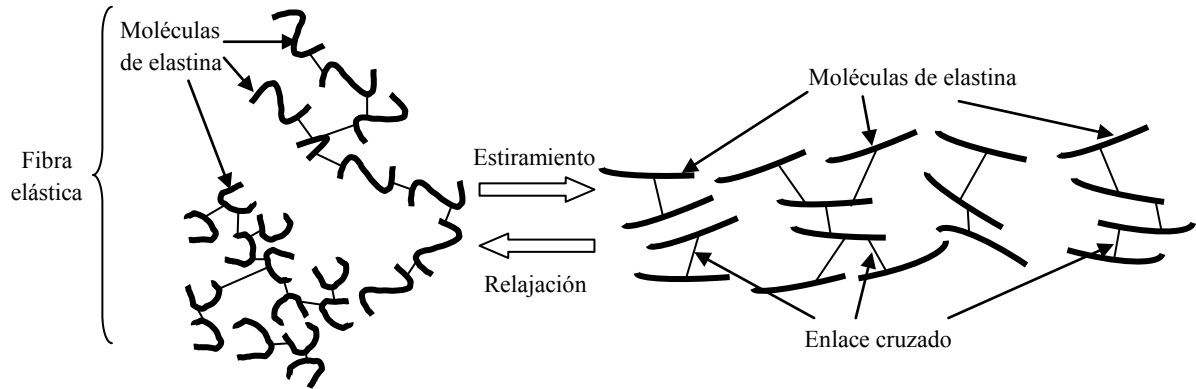 Moléculas
de elastina
Fibra
elástica
Estiramiento
Relajación
Moléculas de elastina
Enlace cruzado